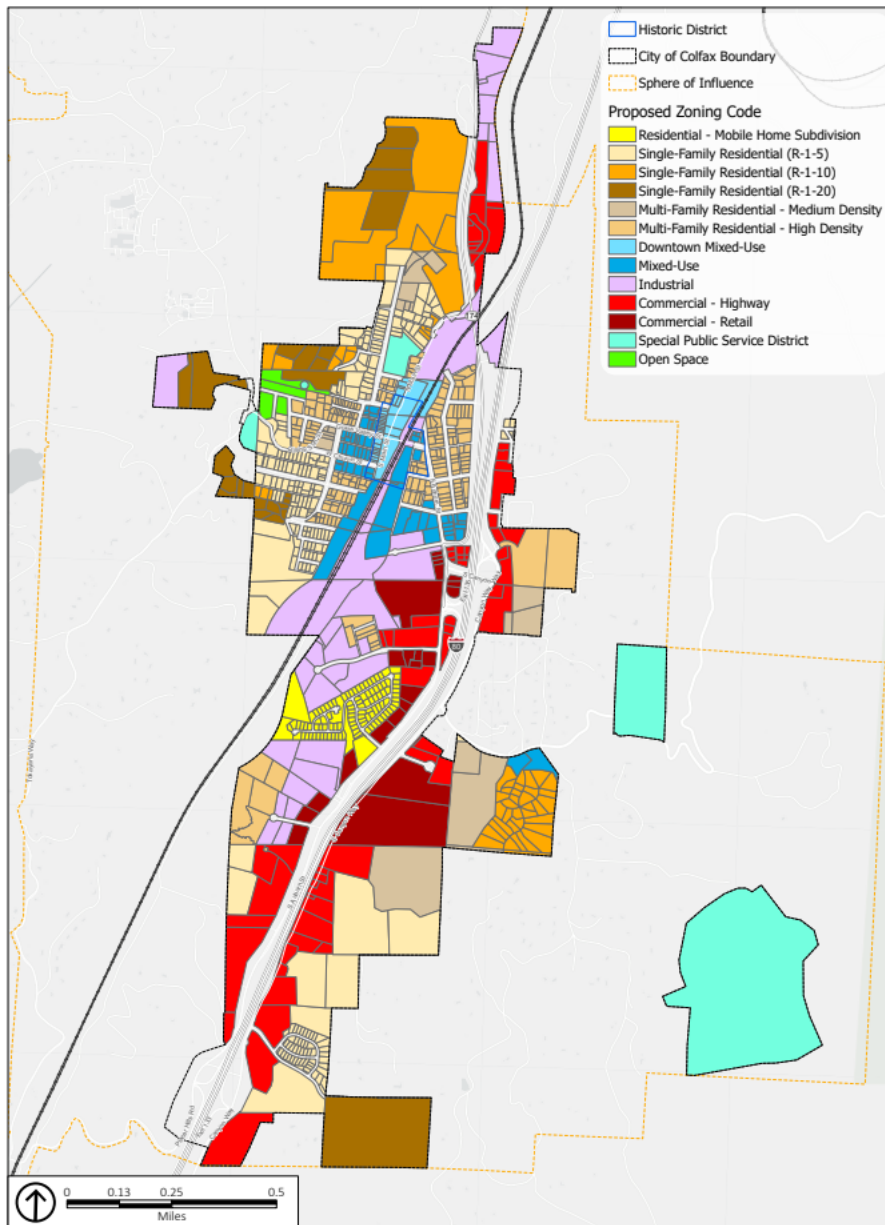 Historic District
City of Colfax Boundary
Sphere of Influence
Proposed Zoning Code
Residential - Mobile Home Subdivision
Single-Family Residential (R-1-5)
Single-Family Residential (R-1-10)
Single-Family Residential (R-1-20)
Multi-Family Residential - Medium Density
Multi-Family Residential - High Density
Downtown Mixed-Use
Mixed-Use
Industrial
Commercial - Highway
Commercial - Retail
Special Public Service District
Open Space
174
80
Canyon Way
0 0.13 0.25 0.5
Miles